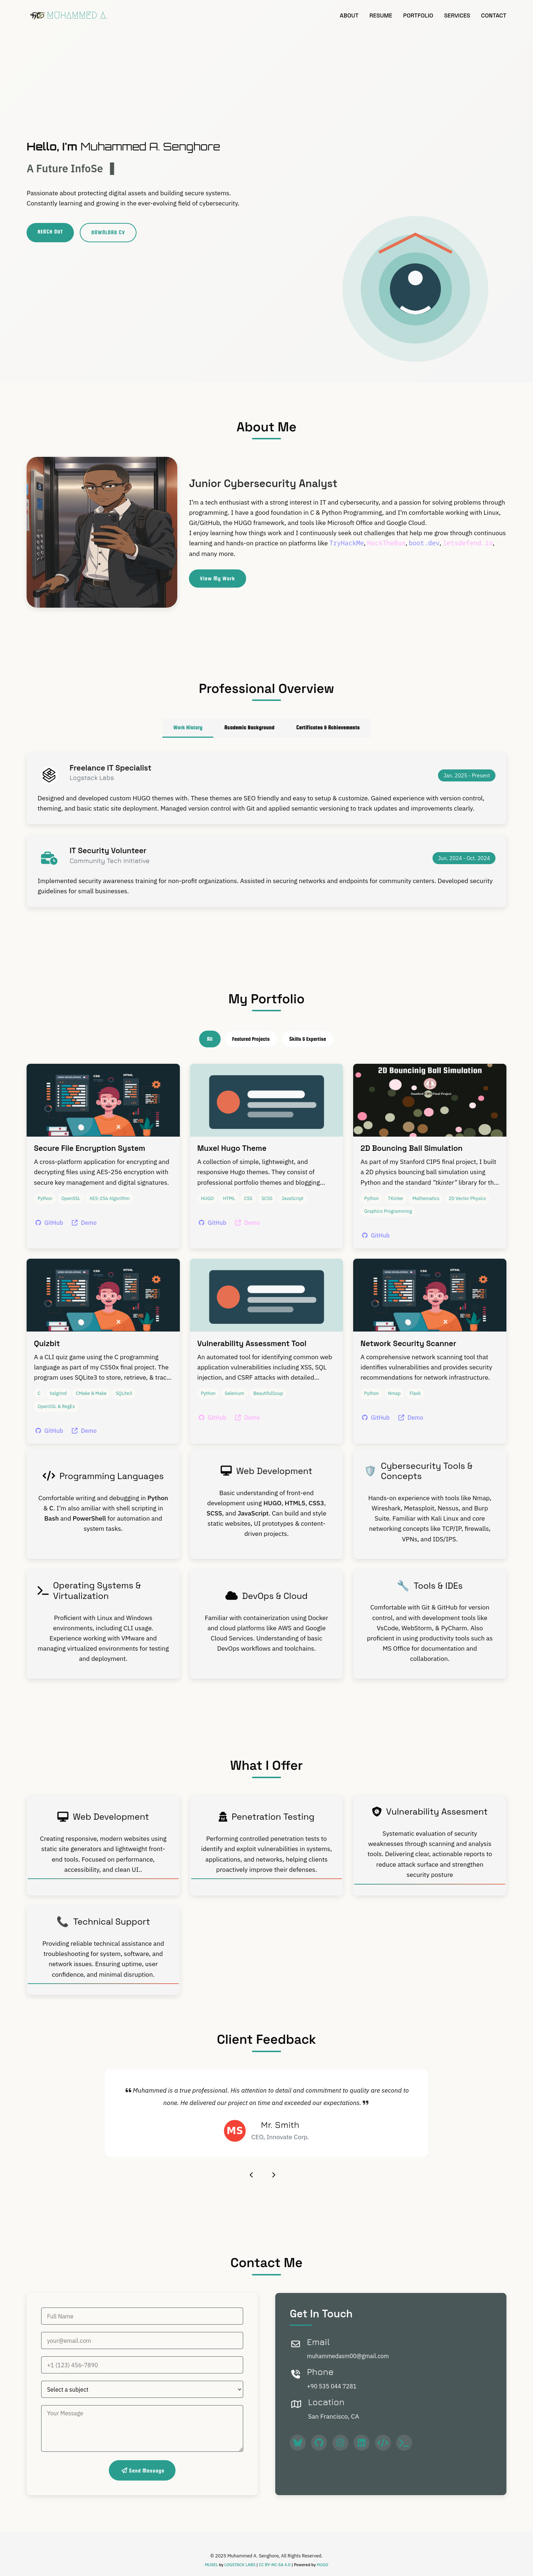 MUHAMMED A.
ABOUT RESUME PORTFOLIO SERVICES CONTACT
Hello, I'm Muhammed A. Senghore
A Future InfoSe
Passionate about protecting digital assets and building secure systems.
Constantly learning and growing in the ever-evolving field of cybersecurity.
REACH OUT DOWNLOAD CV
About Me
Junior Cybersecurity Analyst
I'm a tech enthusiast with a strong interest in IT and cybersecurity, and a passion for solving problems through
programming. I have a good foundation in C & Python Programming, and I'm comfortable working with Linux,
Git/GitHub, the HUGO framework, and tools like Microsoft Office and Google Cloud.
I enjoy learning how things work and I continuously seek out challenges that help me grow through continuous
learning and hands-on practice on platforms like TryHackMe, HackTheBox, boot.dev, letsdefend.io,
and many more.
View My Work
Professional Overview
Work History Academic Background Certificates & Achievements
Freelance IT Specialist
Logstack Labs
Jan. 2025 - Present
Designed and developed custom HUGO themes with. These themes are SEO friendly and easy to setup & customize. Gained experience with version control,
theming, and basic static site deployment. Managed version control with Git and applied semantic versioning to track updates and improvements clearly.
IT Security Volunteer
Community Tech Initiative
Jun. 2024 - Oct. 2024
Implemented security awareness training for non-profit organizations. Assisted in securing networks and endpoints for community centers. Developed security
guidelines for small businesses.
My Portfolio
All Featured Projects Skills & Expertise
2D Bouncinig Ball Simulation
Secure File Encryption System
A cross-platform application for encrypting and
decrypting files using AES-256 encryption with
secure key management and digital signatures.
Python OpenSSL AES-256 Algorithm
GitHub Demo
Muxel Hugo Theme
A collection of simple, lightweight, and
responsive Hugo themes. They consist of
professional portfolio themes and blogging...
HUGO HTML CSS SCSS JavaScript
GitHub Demo
2D Bouncing Ball Simulation
As part of my Stanford CIP5 final project, I built
a 2D physics bouncing ball simulation using
Python and the standard "tkinter" library for th...
Python TKinter Mathematics 2D Vector Physics
Graphics Programming
GitHub
Quizbit
A a CLI quiz game using the C programming
language as part of my CS50x final project. The
program uses SQLite3 to store, retrieve, & trac...
C Valgrind CMake & Make SQLite3
OpenSSL & RegEx
GitHub Demo
Vulnerability Assessment Tool
An automated tool for identifying common web
application vulnerabilities including XSS, SQL
injection, and CSRF attacks with detailed...
Python Selenium BeautifulSoup
GitHub Demo
Network Security Scanner
A comprehensive network scanning tool that
identifies vulnerabilities and provides security
recommendations for network infrastructure.
Python Nmap Flask
GitHub Demo
Programming Languages
Comfortable writing and debugging in Python
& C. I'm also amiliar with shell scripting in
Bash and PowerShell for automation and
system tasks.
Web Development
Basic understanding of front-end
development using HUGO, HTML5, CSS3,
SCSS, and JavaScript. Can build and style
static websites, UI prototypes & content-
driven projects.
Cybersecurity Tools &
Concepts
Hands-on experience with tools like Nmap,
Wireshark, Metasploit, Nessus, and Burp
Suite. Familiar with Kali Linux and core
networking concepts like TCP/IP, firewalls,
VPNs, and IDS/IPS.
Operating Systems &
Virtualization
Proficient with Linux and Windows
environments, including CLI usage.
Experience working with VMware and
managing virtualized environments for testing
and deployment.
DevOps & Cloud
Familiar with containerization using Docker
and cloud platforms like AWS and Google
Cloud Services. Understanding of basic
DevOps workflows and toolchains.
Tools & IDEs
Comfortable with Git & GitHub for version
control, and with development tools like
VsCode, WebStorm, & PyCharm. Also
proficient in using productivity tools such as
MS Office for documentation and
collaboration.
What I Offer
Web Development
Creating responsive, modern websites using
static site generators and lightweight front-
end tools. Focused on performance,
accessibility, and clean UI..
Penetration Testing
Performing controlled penetration tests to
identify and exploit vulnerabilities in systems,
applications, and networks, helping clients
proactively improve their defenses.
Vulnerability Assesment
Systematic evaluation of security
weaknesses through scanning and analysis
tools. Delivering clear, actionable reports to
reduce attack surface and strengthen
security posture
Technical Support
Providing reliable technical assistance and
troubleshooting for system, software, and
network issues. Ensuring uptime, user
confidence, and minimal disruption.
Client Feedback
Muhammed is a true professional. His attention to detail and commitment to quality are second to
none. He delivered our project on time and exceeded our expectations.
MS
Mr. Smith
CEO, Innovate Corp.
Contact Me
Full Name
your@email.com
+1 (123) 456-7890
Select a subject
Your Message
Send Message
Get In Touch
Email
muhammedasm00@gmail.com
Phone
+90 535 044 7281
Location
San Francisco, CA
© 2025 Muhammed A. Senghore, All Rights Reserved.
MUXEL by LOGSTACK LABS | CC BY-NC-SA 4.0 | Powered by HUGO